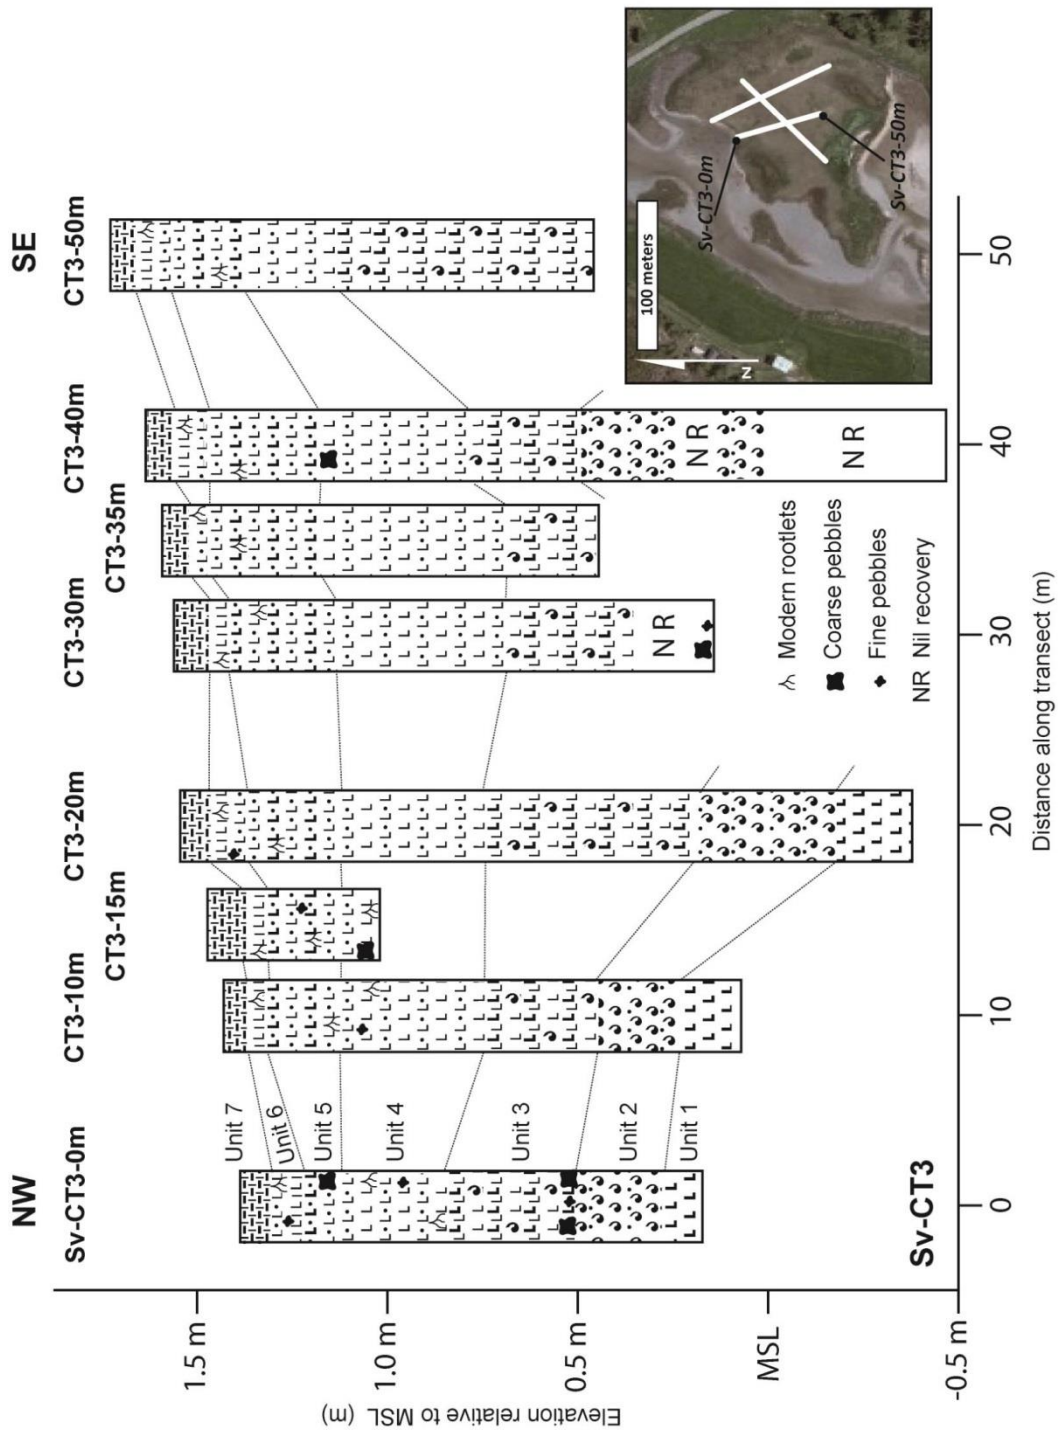 NW
SE
Sv-CT3-0m
CT3-10m
CT3-15m
CT3-20m
CT3-30m
CT3-35m
CT3-40m
CT3-50m
Unit 7
Unit 6
Unit 5
Unit 4
Unit 3
Unit 2
Unit 1
N R
N R
N R
Elevation relative to MSL (m)
1.5 m
1.0 m
0.5 m
MSL
-0.5 m
Sv-CT3
Modern rootlets
Coarse pebbles
Fine pebbles
NR Nil recovery
100 meters
N
Sv-CT3-0m
Sv-CT3-50m
0
10
20
30
40
50
Distance along transect (m)